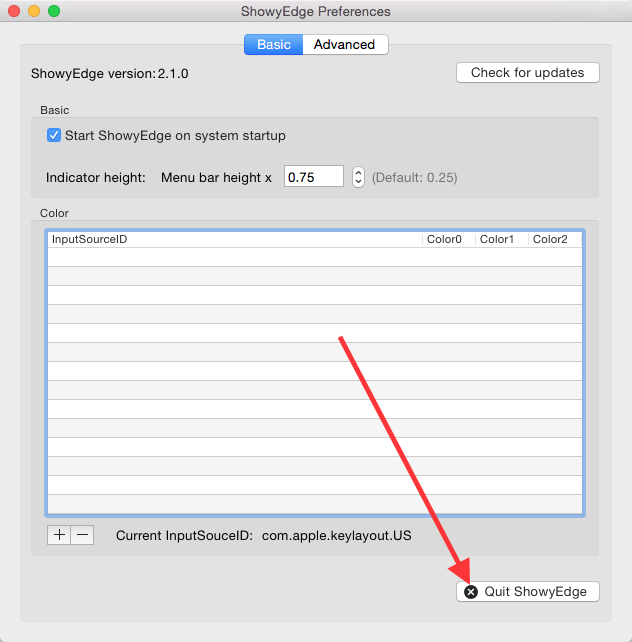 ShowyEdge Preferences
Basic Advanced
ShowyEdge version: 2.1.0 Check for updates
Basic
Start ShowyEdge on system startup
Indicator height: Menu bar height x 0.75 (Default: 0.25)
Color
InputSourceID Color0 Color1 Color2
Current InputSouceID: com.apple.keylayout.US
Quit ShowyEdge